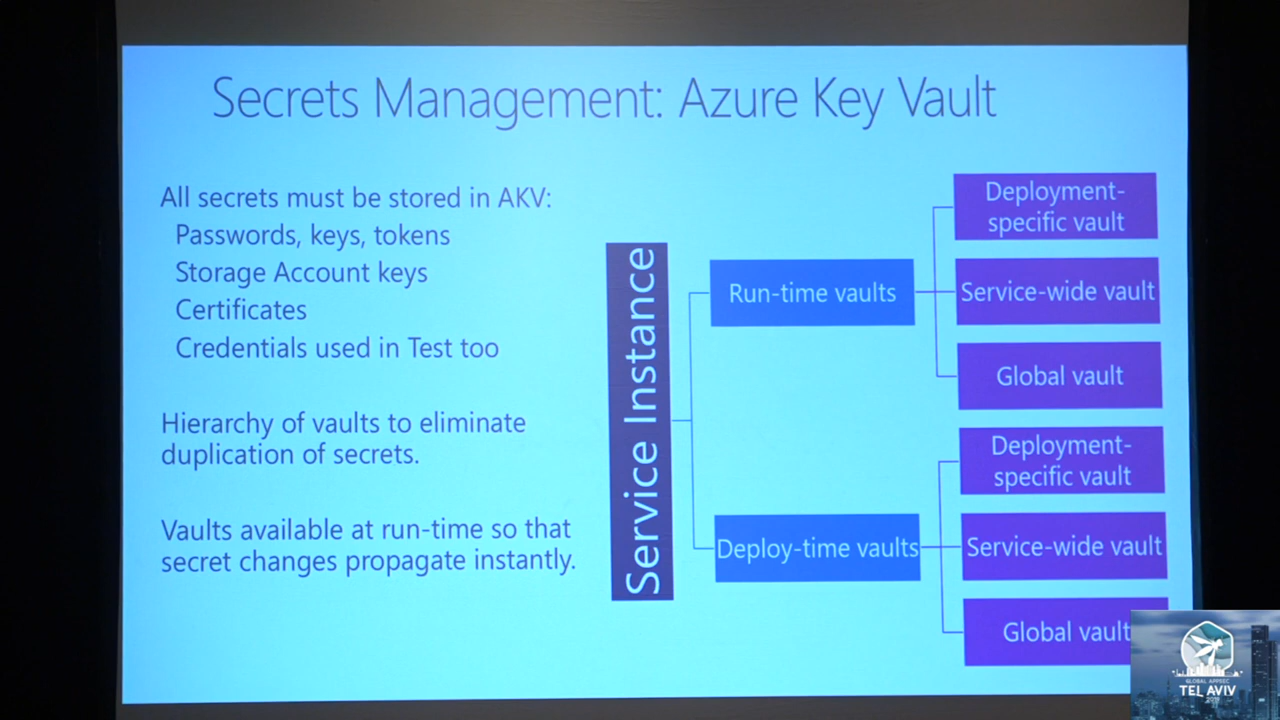 Secrets Management: Azure Key Vault
All secrets must be stored in AKV:
Passwords, keys, tokens
Storage Account keys
Certificates
Credentials used in Test too
Hierarchy of vaults to eliminate
duplication of secrets.
Vaults available at run-time so that
secret changes propagate instantly.
Service Instance
Run-time vaults
Deployment-
specific vault
Service-wide vault
Global vault
Deploy-time vaults
Deployment-
specific vault
Service-wide vault
Global vault
GLOBAL APPSEC
TEL AVIV